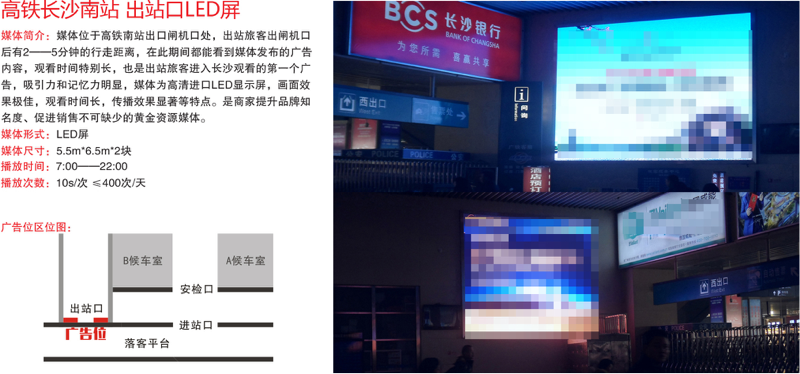 高铁长沙南站 出站口LED屏
媒体简介：媒体位于高铁南站出口闸机口处，出站旅客出闸机口
后有2——5分钟的行走距离，在此期间都能看到媒体发布的广告
内容，观看时间特别长，也是出站旅客进入长沙观看的第一个广
告，吸引力和记忆力明显，媒体为高清进口LED显示屏，画面效
果极佳，观看时间长，传播效果显著等特点。是商家提升品牌知
名度、促进销售不可缺少的黄金资源媒体。
媒体形式：LED屏
媒体尺寸：5.5m*6.5m*2块
播放时间：7:00——22:00
播放次数：10s/次 ≤400次/天
广告位区位图：
B候车室
A候车室
安检口
出站口
广告位
进站口
落客平台
BCS 长沙银行
BANK OF CHANGSHA
为您所需 喜赢共享
西出口
i
问询
Information
POLICE
POLICE
酒店预订
西出口